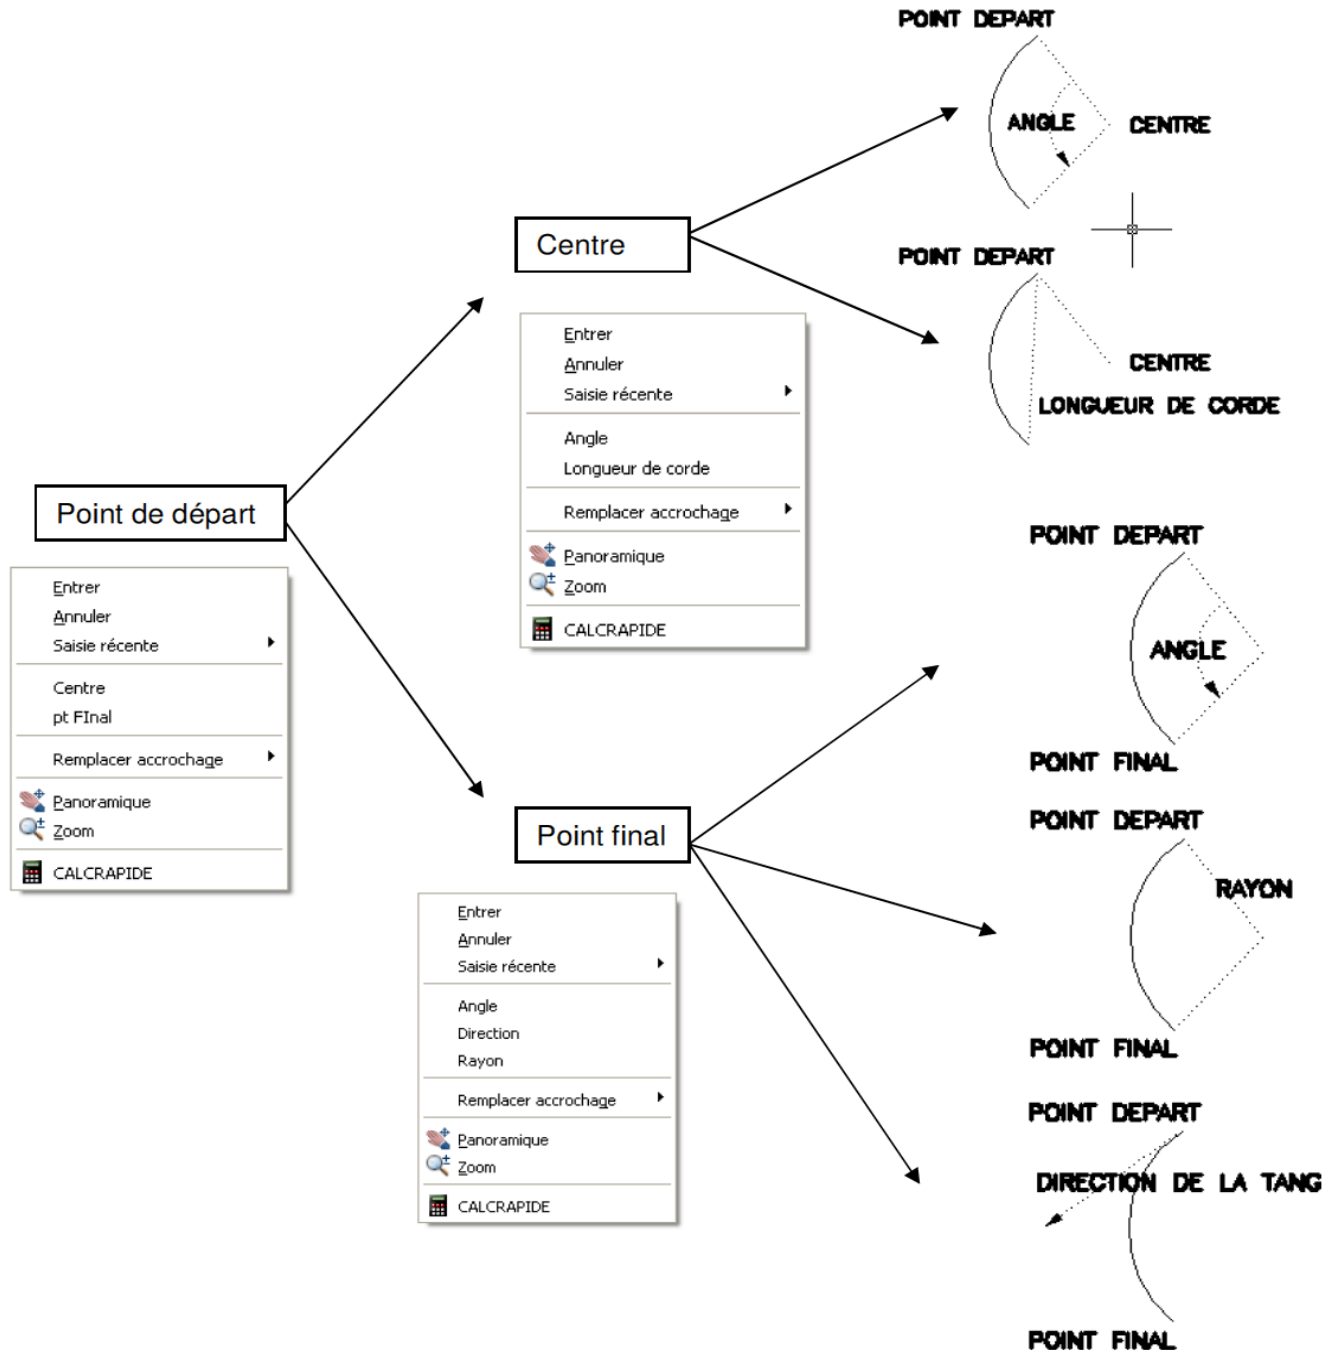 POINT DEPART
ANGLE
CENTRE
Centre
POINT DEPART
CENTRE
LONGUEUR DE CORDE
Entrer
Annuler
Saisie récente
Angle
Longueur de corde
Remplacer accrochage
Panoramique
Zoom
CALCRAPIDE
Point de départ
Entrer
Annuler
Saisie récente
Centre
pt FInal
Remplacer accrochage
Panoramique
Zoom
CALCRAPIDE
POINT DEPART
ANGLE
POINT FINAL
Point final
Entrer
Annuler
Saisie récente
Angle
Direction
Rayon
Remplacer accrochage
Panoramique
Zoom
CALCRAPIDE
POINT DEPART
RAYON
POINT FINAL
POINT DEPART
DIRECTION DE LA TANG
POINT FINAL